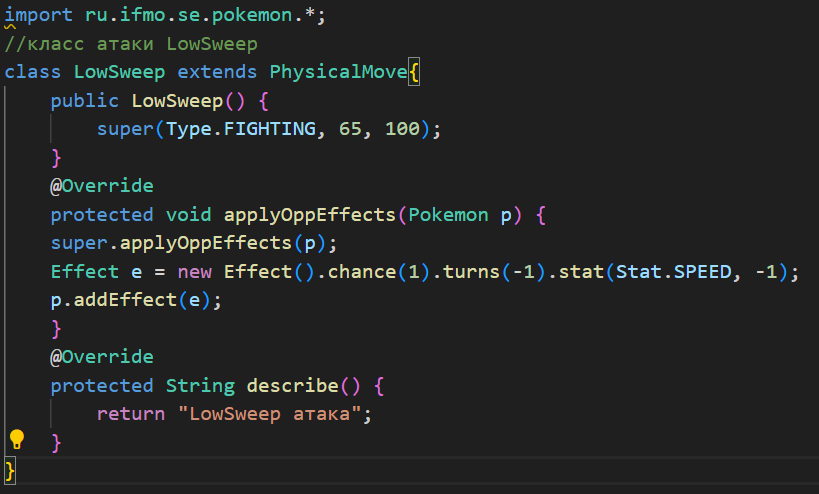 import ru.ifmo.se.pokemon.*;
//класс атаки LowSweep
class LowSweep extends PhysicalMove{
    public LowSweep() {
        super(Type.FIGHTING, 65, 100);
    }
    @Override
    protected void applyOppEffects(Pokemon p) {
    super.applyOppEffects(p);
    Effect e = new Effect().chance(1).turns(-1).stat(Stat.SPEED, -1);
    p.addEffect(e);
    }
    @Override
    protected String describe() {
        return "LowSweep атака";
    }
}